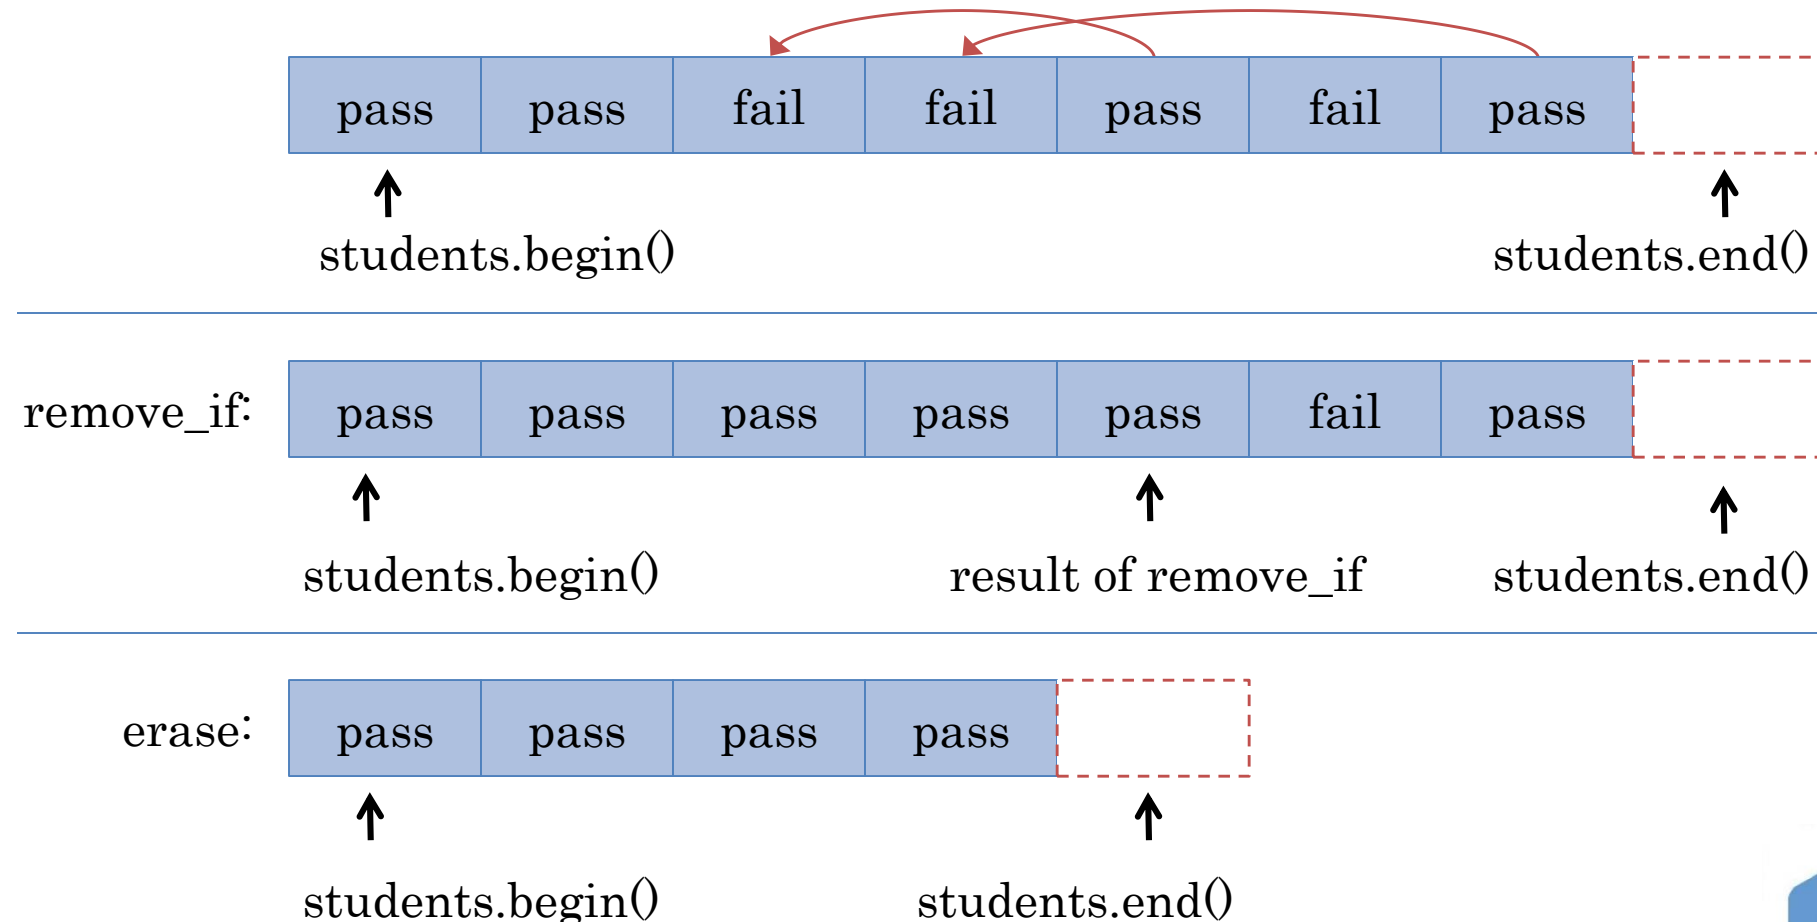 pass pass fail fail pass fail pass
students.begin() students.end()
remove_if: pass pass pass pass pass fail pass
students.begin() result of remove_if students.end()
erase: pass pass pass pass
students.begin() students.end()